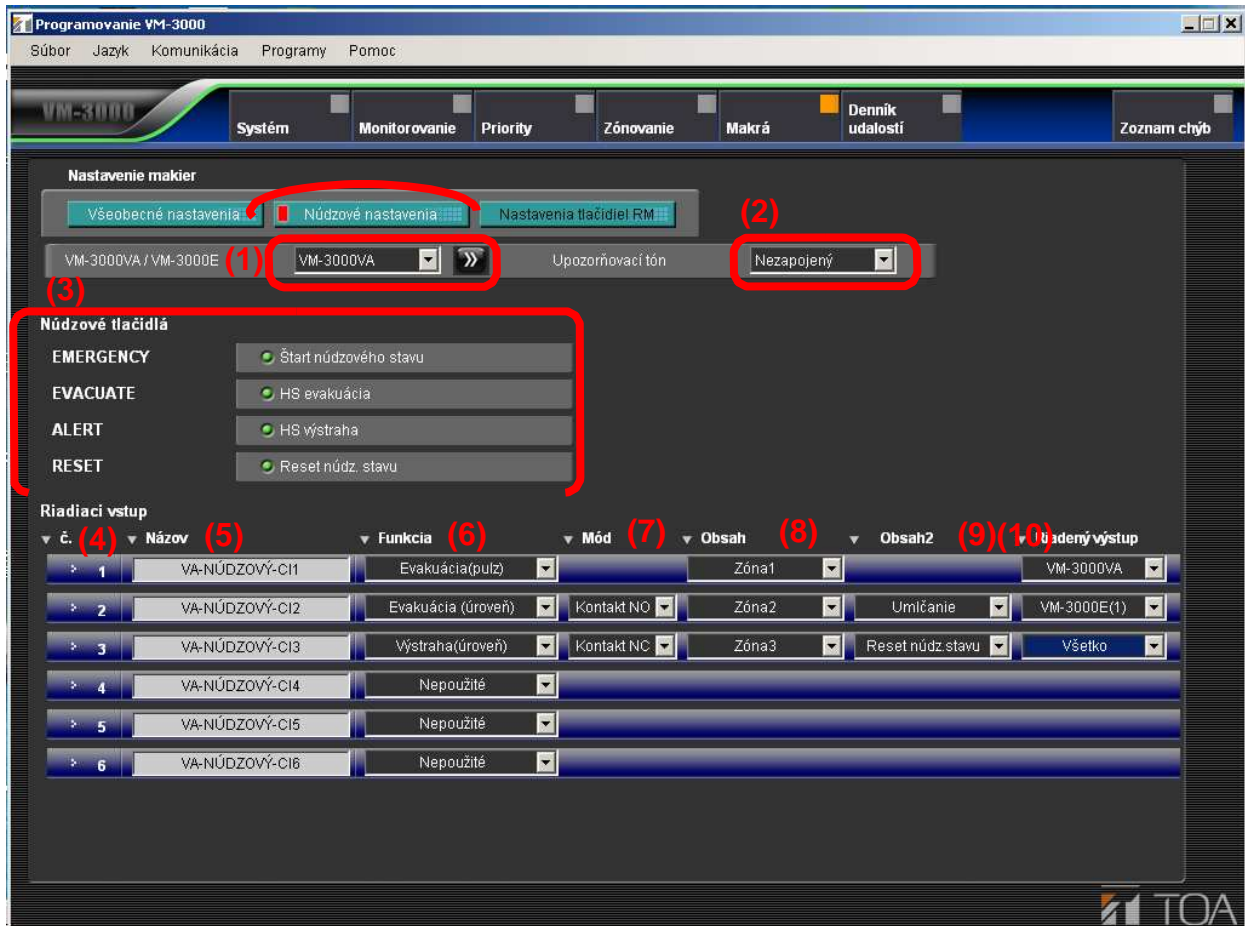 Programovanie VM-3000
Súbor Jazyk Komunikácia Programy Pomoc
VM-3000
Systém Monitorovanie Priority Zónovanie Makrá Denník udalostí Zoznam chýb
Nastavenie makier
Všeobecné nastavenia Núdzové nastavenia Nastavenia tlačidiel RM
(2)
VM-3000VA / VM-3000E (1) VM-3000VA Upozorňovací tón Nezapojený
(3)
Núdzové tlačidlá
EMERGENCY Štart núdzového stavu
EVACUATE HS evakuácia
ALERT HS výstraha
RESET Reset núdz. stavu
Riadiaci vstup
č. (4) Názov (5) Funkcia (6) Mód (7) Obsah (8) Obsah2 (9) (10) Riadený výstup
1 VA-NÚDZOVÝ-CI1 Evakuácia(pulz) Zóna1 VM-3000VA
2 VA-NÚDZOVÝ-CI2 Evakuácia (úroveň) Kontakt NO Zóna2 Umlčanie VM-3000E(1)
3 VA-NÚDZOVÝ-CI3 Výstraha(úroveň) Kontakt NC Zóna3 Reset núdz.stavu Všetko
4 VA-NÚDZOVÝ-CI4 Nepoužité
5 VA-NÚDZOVÝ-CI5 Nepoužité
6 VA-NÚDZOVÝ-CI6 Nepoužité
TOA